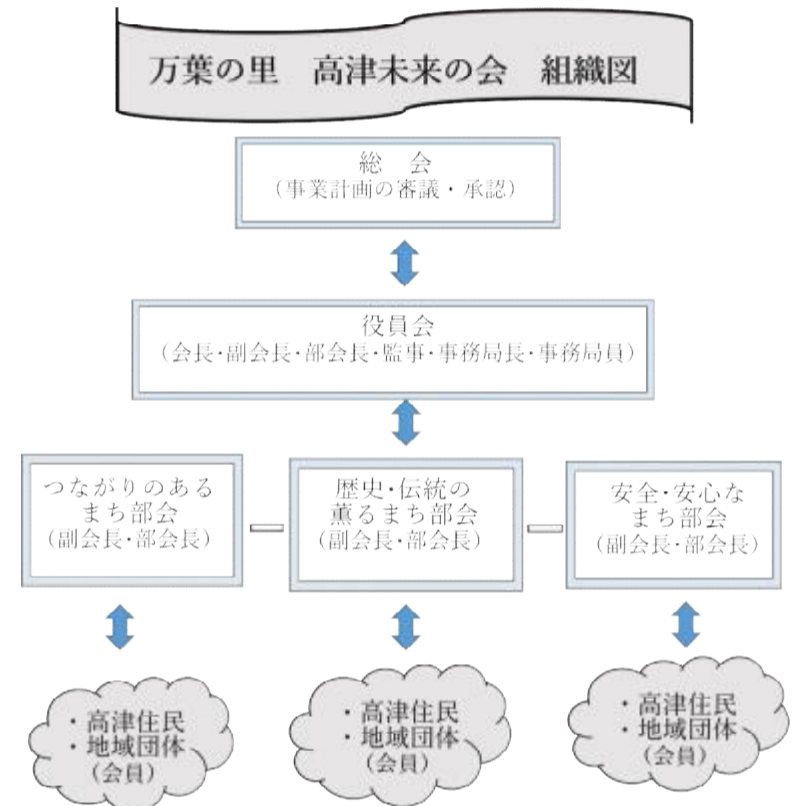 万葉の里　高津未来の会　組織図
総　会
（事業計画の審議・承認）
役員会
（会長・副会長・部会長・監事・事務局長・事務局員）
つながりのある
まち部会
（副会長・部会長）
歴史・伝統の
薫るまち部会
（副会長・部会長）
安全・安心な
まち部会
（副会長・部会長）
・高津住民
・地域団体
（会員）
・高津住民
・地域団体
（会員）
・高津住民
・地域団体
（会員）